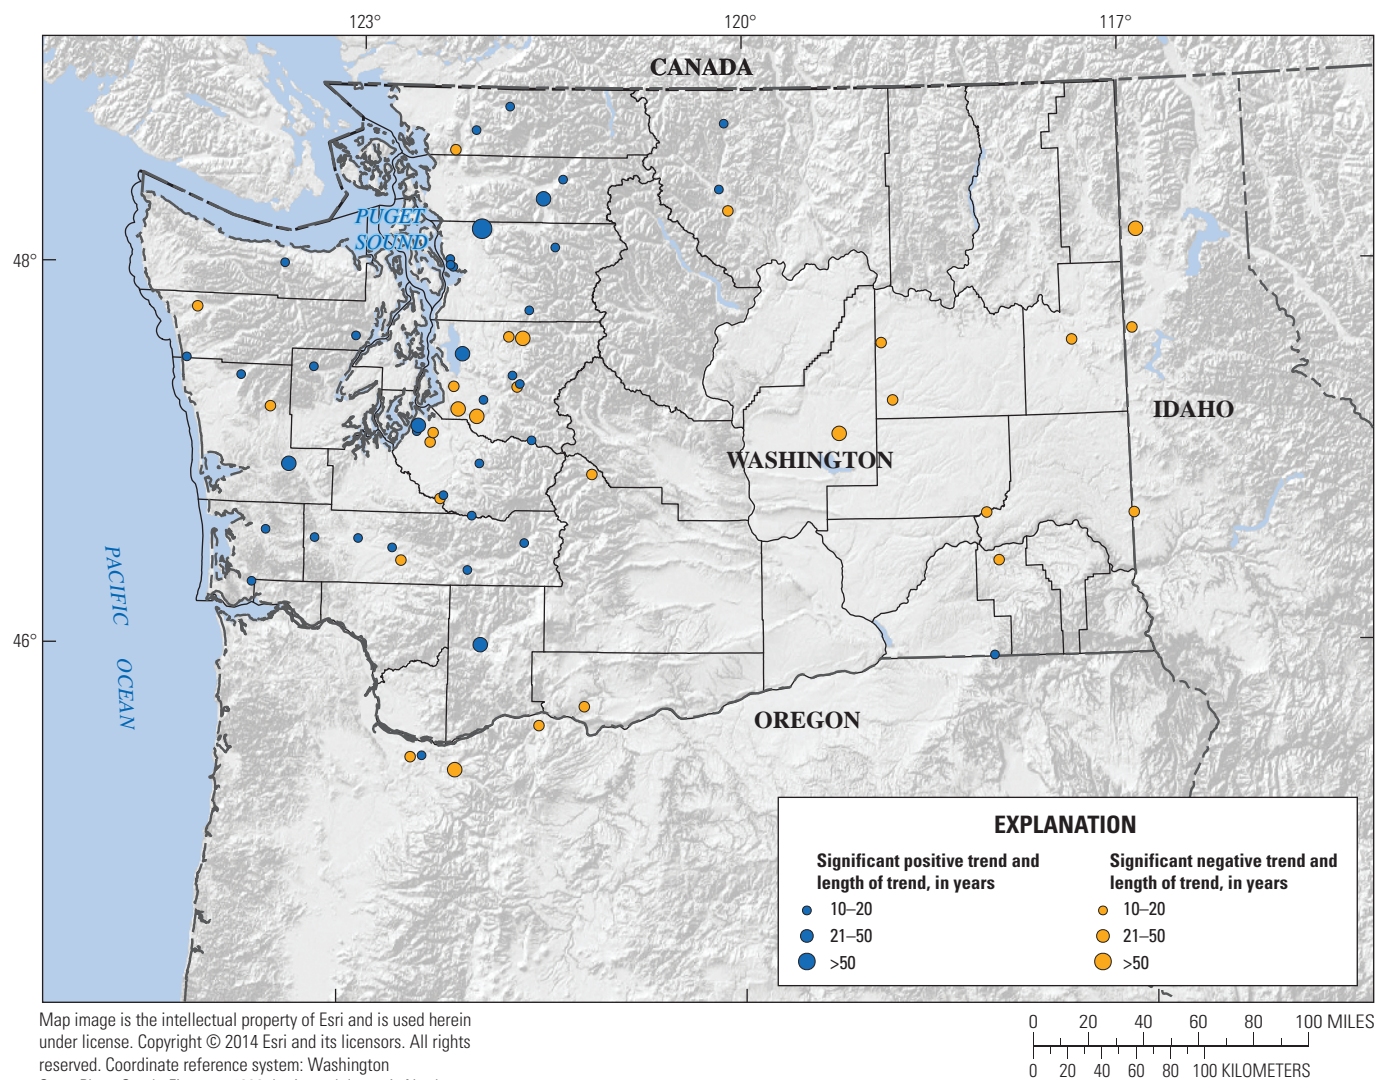 123°
120°
117°
CANADA
PUGET
SOUND
48°
IDAHO
WASHINGTON
PACIFIC
OCEAN
46°
OREGON
EXPLANATION
Significant positive trend and
length of trend, in years
10–20
21–50
>50
Significant negative trend and
length of trend, in years
10–20
21–50
>50
Map image is the intellectual property of Esri and is used herein
under license. Copyright © 2014 Esri and its licensors. All rights
reserved. Coordinate reference system: Washington
0 20 40 60 80 100 MILES
0 20 40 60 80 100 KILOMETERS